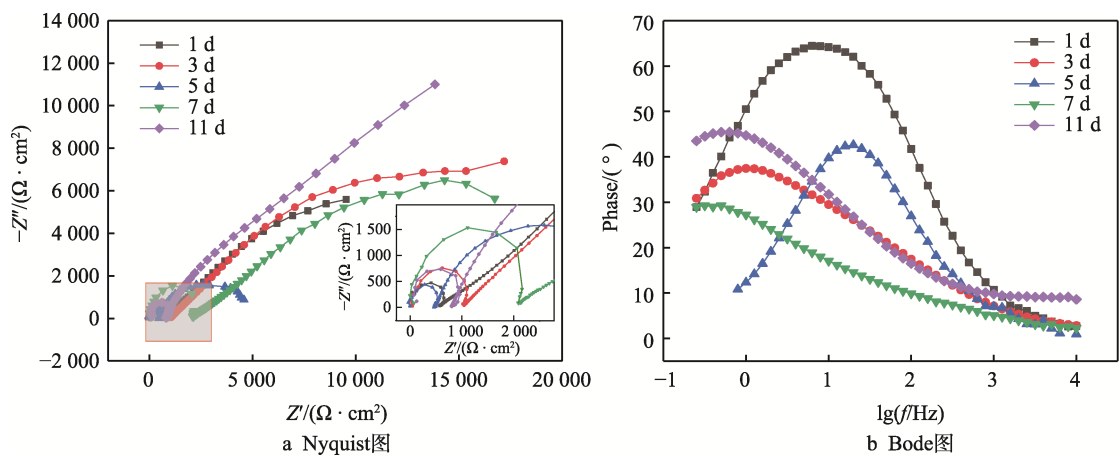 14 000
12 000
10 000
8 000
6 000
4 000
2 000
0
−2 000
−Z″/(Ω · cm²)
1 d
3 d
5 d
7 d
11 d
1 500
1 000
500
0
−Z″/(Ω · cm²)
0 1 000 2 000
Z′/(Ω · cm²)
0 5 000 10 000 15 000 20 000
Z′/(Ω · cm²)
a Nyquist图
70
60
50
40
30
20
10
0
Phase/( ° )
1 d
3 d
5 d
7 d
11 d
−1 0 1 2 3 4
lg(f/Hz)
b Bode图